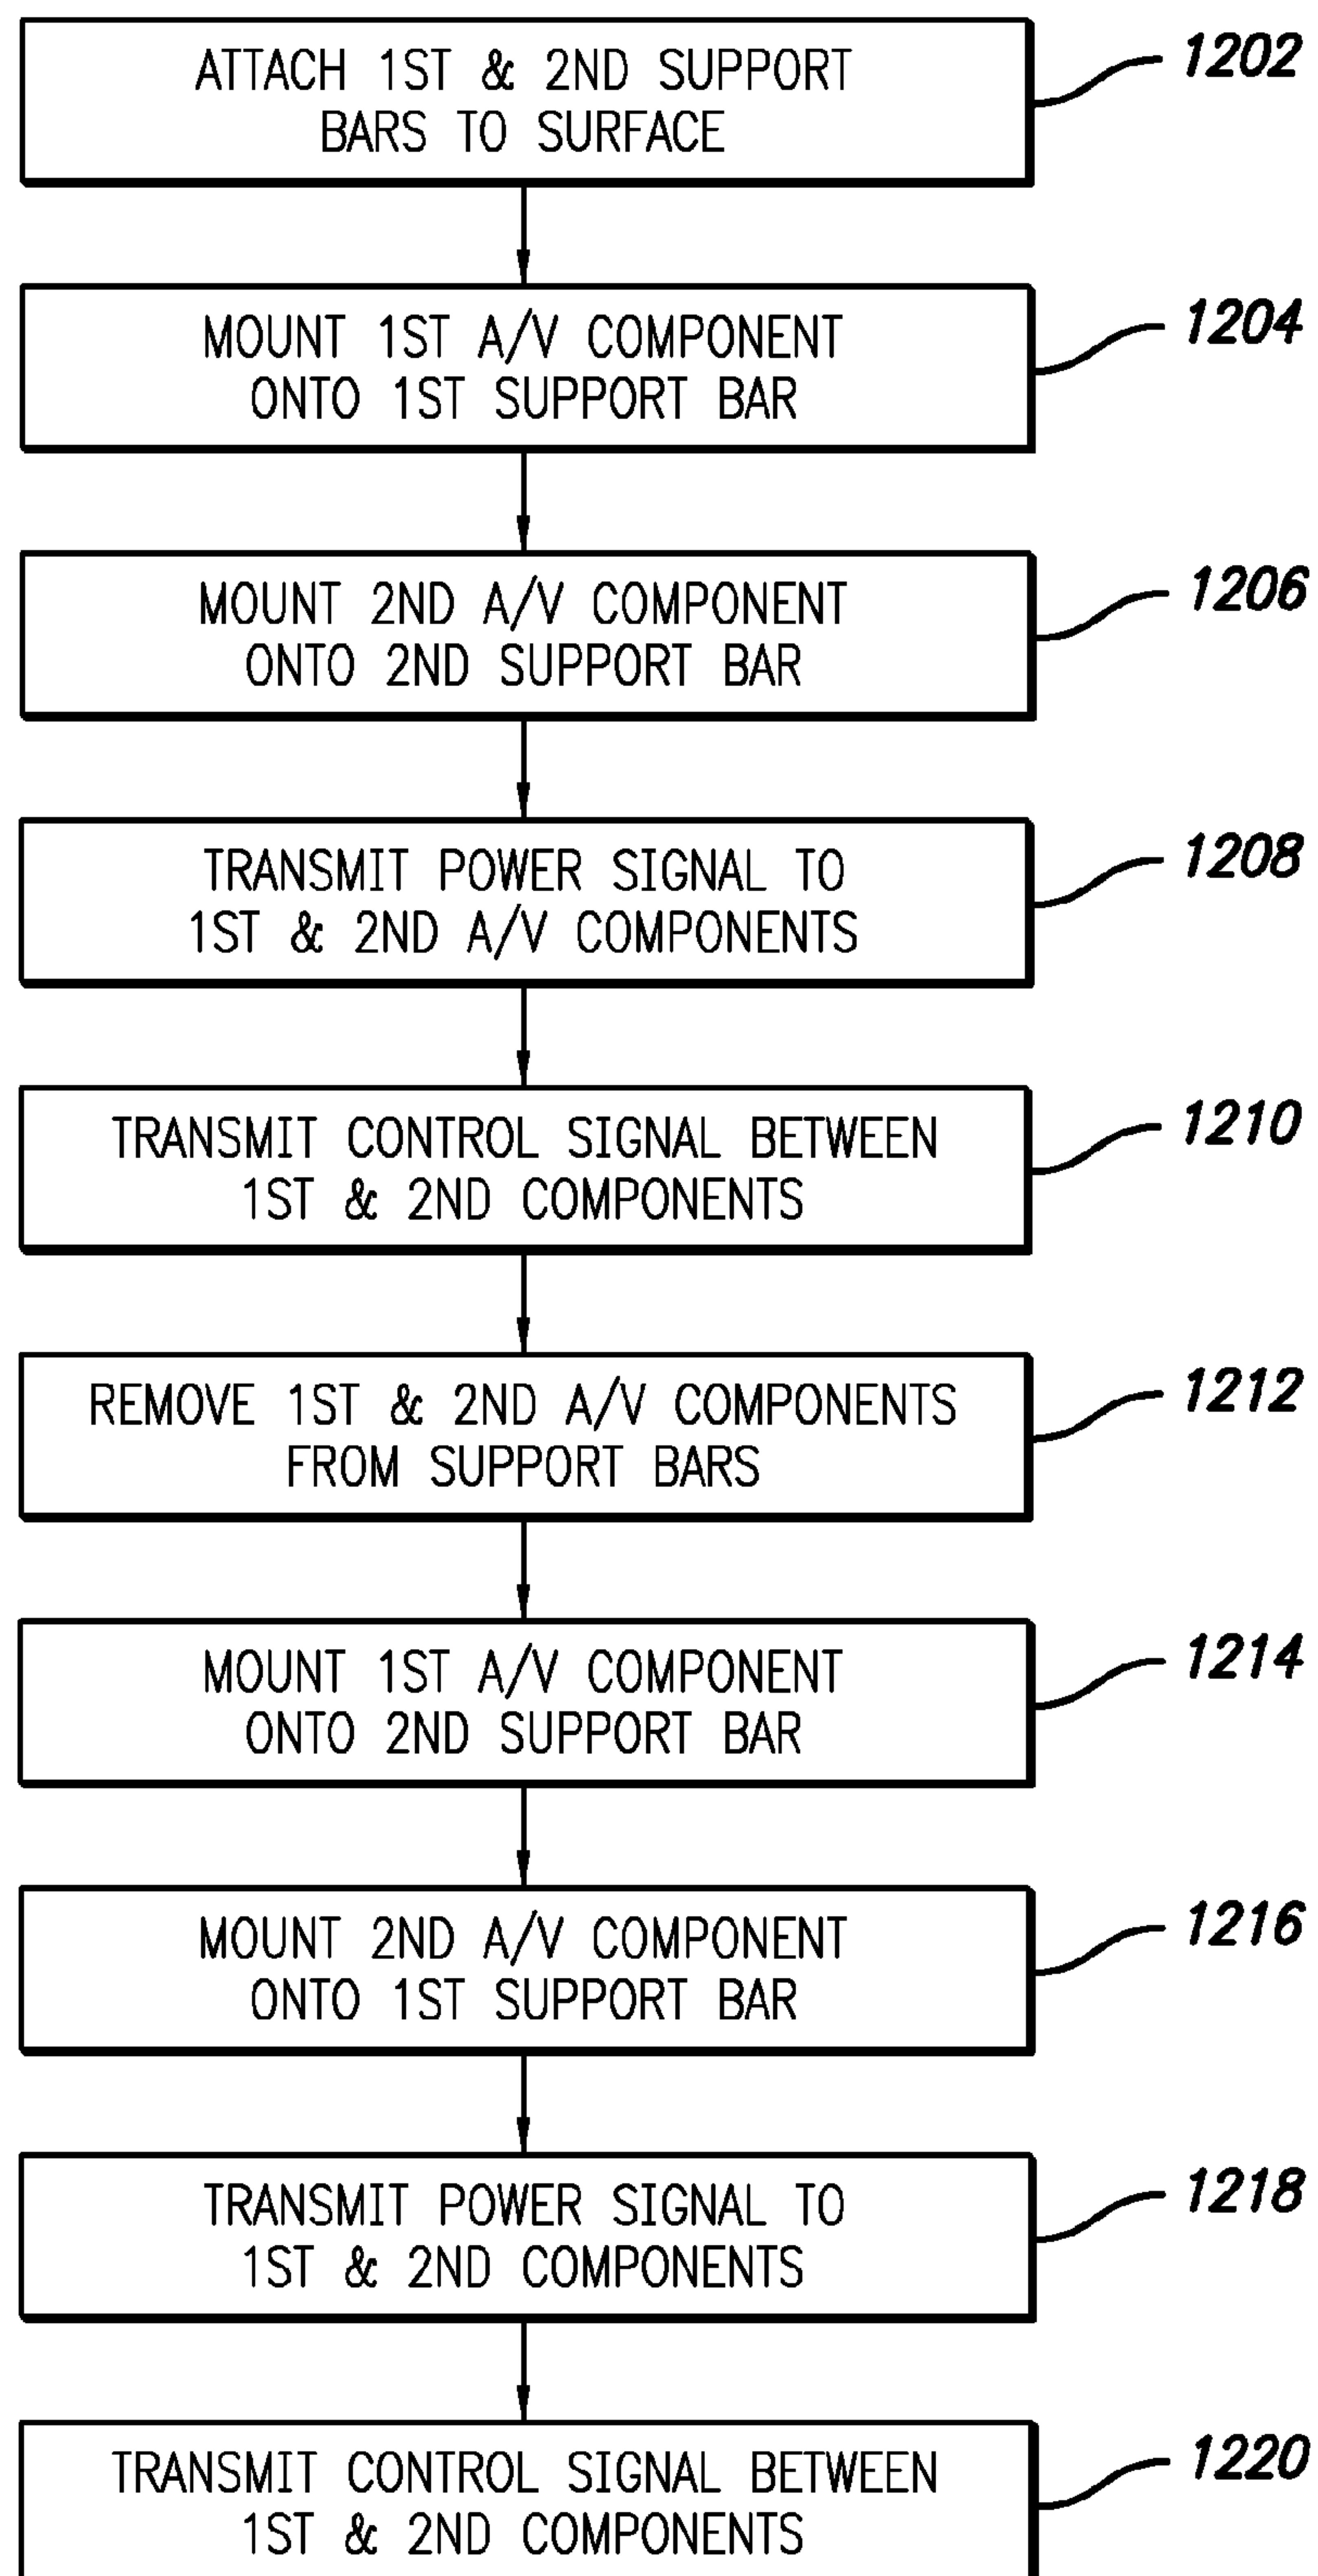 ATTACH 1ST & 2ND SUPPORT
BARS TO SURFACE
1202
MOUNT 1ST A/V COMPONENT
ONTO 1ST SUPPORT BAR
1204
MOUNT 2ND A/V COMPONENT
ONTO 2ND SUPPORT BAR
1206
TRANSMIT POWER SIGNAL TO
1ST & 2ND A/V COMPONENTS
1208
TRANSMIT CONTROL SIGNAL BETWEEN
1ST & 2ND COMPONENTS
1210
REMOVE 1ST & 2ND A/V COMPONENTS
FROM SUPPORT BARS
1212
MOUNT 1ST A/V COMPONENT
ONTO 2ND SUPPORT BAR
1214
MOUNT 2ND A/V COMPONENT
ONTO 1ST SUPPORT BAR
1216
TRANSMIT POWER SIGNAL TO
1ST & 2ND COMPONENTS
1218
TRANSMIT CONTROL SIGNAL BETWEEN
1ST & 2ND COMPONENTS
1220